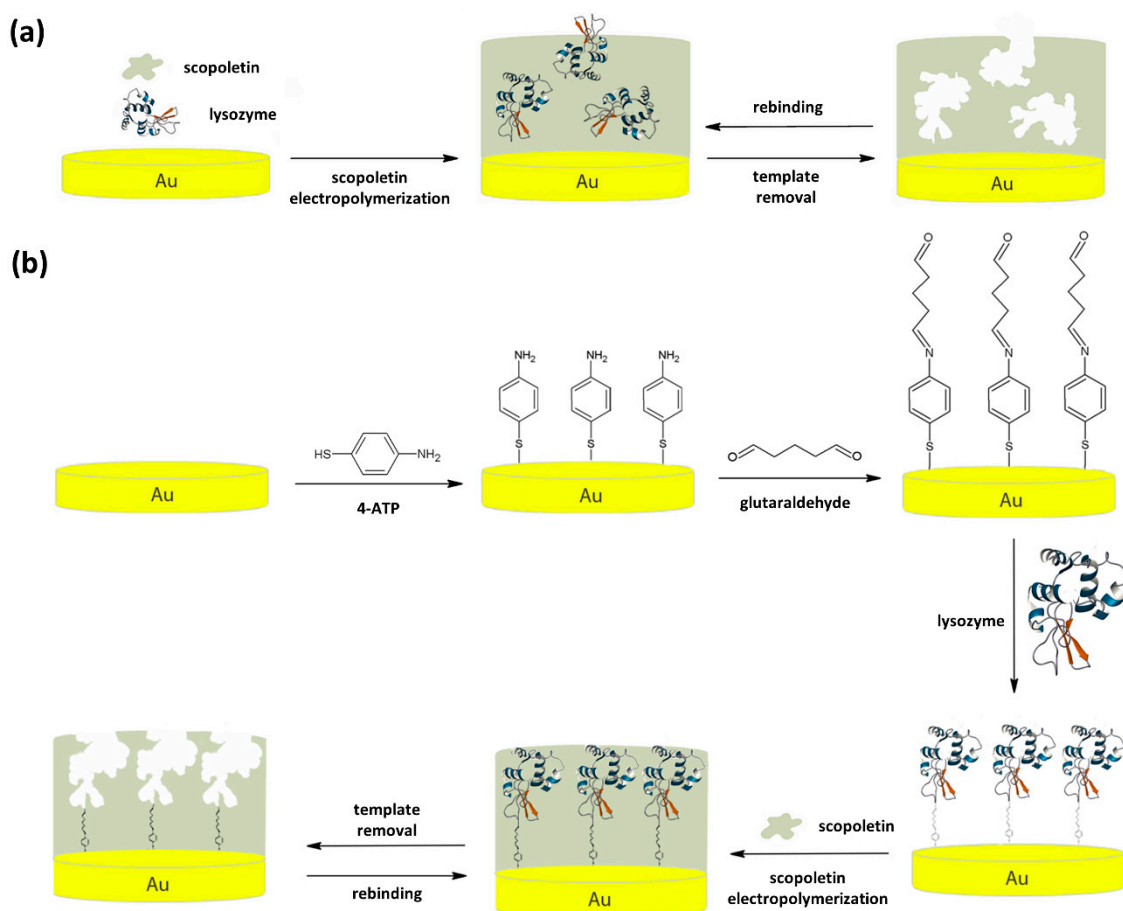 (a)
scopoletin
lysozyme
Au
scopoletin
electropolymerization
Au
rebinding
template
removal
Au
(b)
Au
HS
NH2
4-ATP
NH2
NH2
NH2
S
S
S
Au
O
O
glutaraldehyde
O
O
O
N
N
N
S
S
S
Au
lysozyme
Au
scopoletin
scopoletin
electropolymerization
Au
template
removal
rebinding
Au